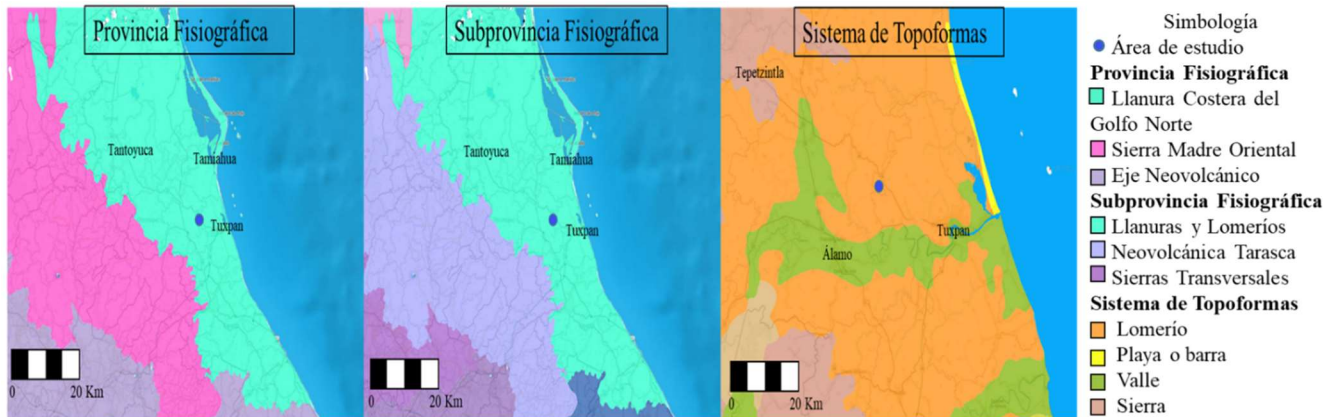 Provincia Fisiográfica
Tantoyuca
Tamiahua
Tuxpan
0 20 Km
Subprovincia Fisiográfica
Tantoyuca
Tamiahua
Tuxpan
0 20 Km
Sistema de Topoformas
Tepetzintla
Tuxpan
Álamo
0 20 Km
Simbología
Área de estudio
Provincia Fisiográfica
Llanura Costera del
Golfo Norte
Sierra Madre Oriental
Eje Neovolcánico
Subprovincia Fisiográfica
Llanuras y Lomeríos
Neovolcánica Tarasca
Sierras Transversales
Sistema de Topoformas
Lomerío
Playa o barra
Valle
Sierra